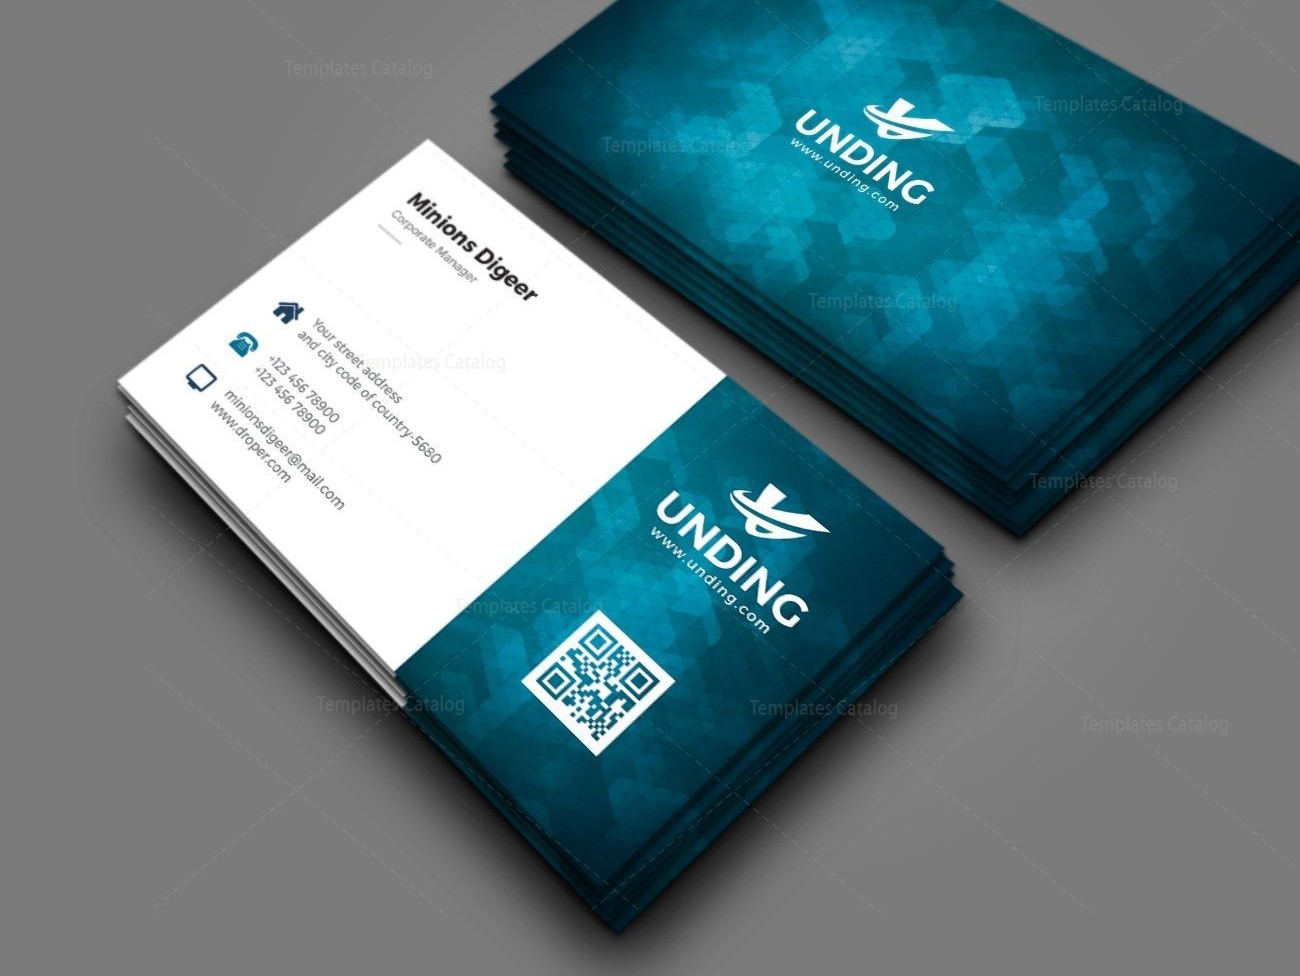 Templates Catalog
UNDING
www.unding.com
Templates Catalog
Templates Catalog
Minions Digeer
Corporate Manager
Your street address
and city code of country-5680
+123 456 78900
+123 456 78900
minionsdigeer@mail.com
www.droper.com
Templates Catalog
Templates Catalog
Templates Catalog
UNDING
www.unding.com
Templates Catalog
Templates Catalog
Templates Catalog
Templates Catalog